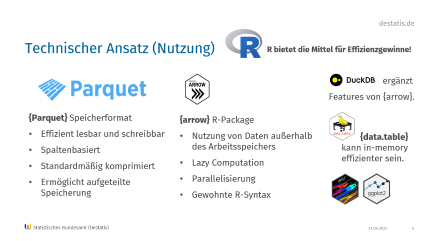 destatis.de
Technischer Ansatz (Nutzung)
R
R bietet die Mittel für Effizienzgewinne!
Parquet
{Parquet} Speicherformat
• Effizient lesbar und schreibbar
• Spaltenbasiert
• Standardmäßig komprimiert
• Ermöglicht aufgeteilte
Speicherung
ARROW
{arrow} R-Package
• Nutzung von Daten außerhalb
des Arbeitsspeichers
• Lazy Computation
• Parallelisierung
• Gewohnte R-Syntax
DuckDB ergänzt
Features von {arrow}.
{data.table}
kann in-memory
effizienter sein.
ggplot2
Statistisches Bundesamt (Destatis)